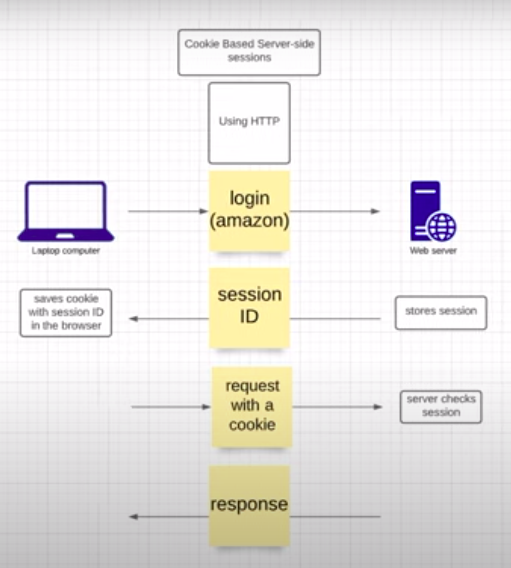 Cookie Based Server-side
sessions
Using HTTP
login
(amazon)
Laptop computer
Web server
session
ID
saves cookie
with session ID
in the browser
stores session
request
with a
cookie
server checks
session
response